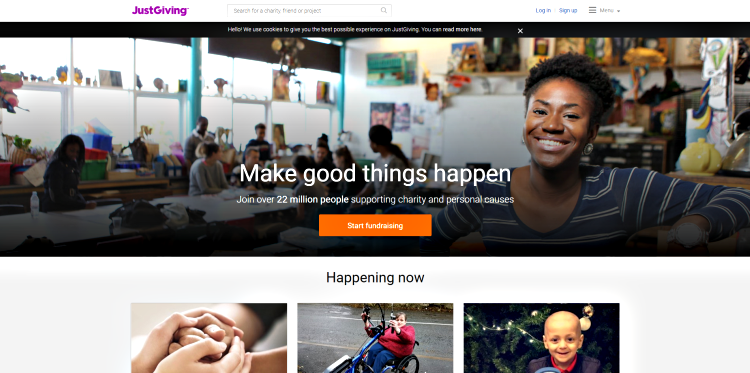 JustGiving
Search for a charity friend or project
Log in
Sign up
Menu
Hello! We use cookies to give you the best possible experience on JustGiving. You can read more here.
Make good things happen
Join over 22 million people supporting charity and personal causes
Start fundraising
Happening now